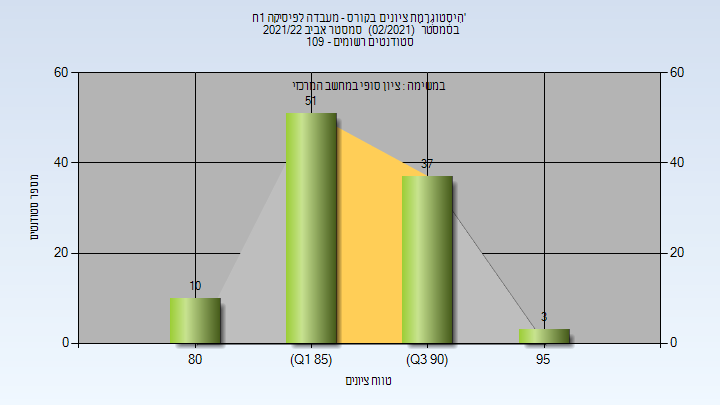 היסטוגרמת ציונים בקורס - מעבדה לפיסיקה 1ח'
בסמסטר (02/2021) סמסטר אביב 2021/22
סטודנטים רשומים - 109
במשימה : ציון סופי במחשב המרכזי
60
60
51
40
37
40
20
20
10
3
0
0
80
(Q1 85)
(Q3 90)
95
טווח ציונים
מספר סטודנטים